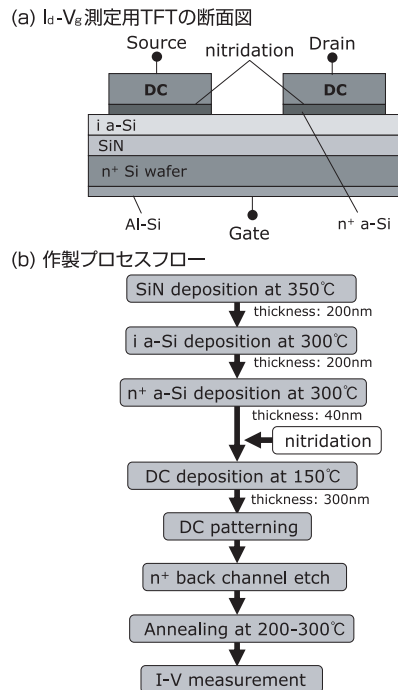 (a) Id-Vg測定用TFTの断面図
Source
nitridation
Drain
DC
DC
i a-Si
SiN
n⁺ Si wafer
Al-Si
Gate
n⁺ a-Si
(b) 作製プロセスフロー
SiN deposition at 350℃
thickness: 200nm
i a-Si deposition at 300℃
thickness: 200nm
n⁺ a-Si deposition at 300℃
thickness: 40nm
nitridation
DC deposition at 150℃
thickness: 300nm
DC patterning
n⁺ back channel etch
Annealing at 200-300℃
I-V measurement